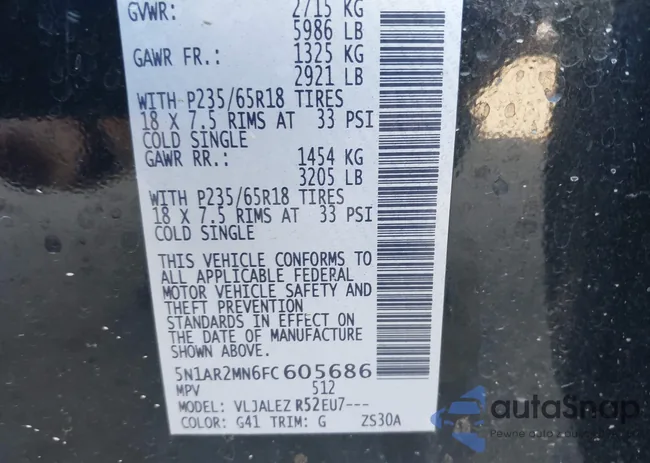 GVWR: 2715 KG
5986 LB
GAWR FR.: 1325 KG
2921 LB
WITH P235/65R18 TIRES
18 X 7.5 RIMS AT 33 PSI
COLD SINGLE
GAWR RR.: 1454 KG
3205 LB
WITH P235/65R18 TIRES
18 X 7.5 RIMS AT 33 PSI
COLD SINGLE
THIS VEHICLE CONFORMS TO
ALL APPLICABLE FEDERAL
MOTOR VEHICLE SAFETY AND
THEFT PREVENTION
STANDARDS IN EFFECT ON
THE DATE OF MANUFACTURE
SHOWN ABOVE.
5N1AR2MN6FC605686
MPV 512
MODEL: VLJALEZ R52EU7---
COLOR: G41 TRIM: G ZS30A
autoSnap
Pewne auto z importu